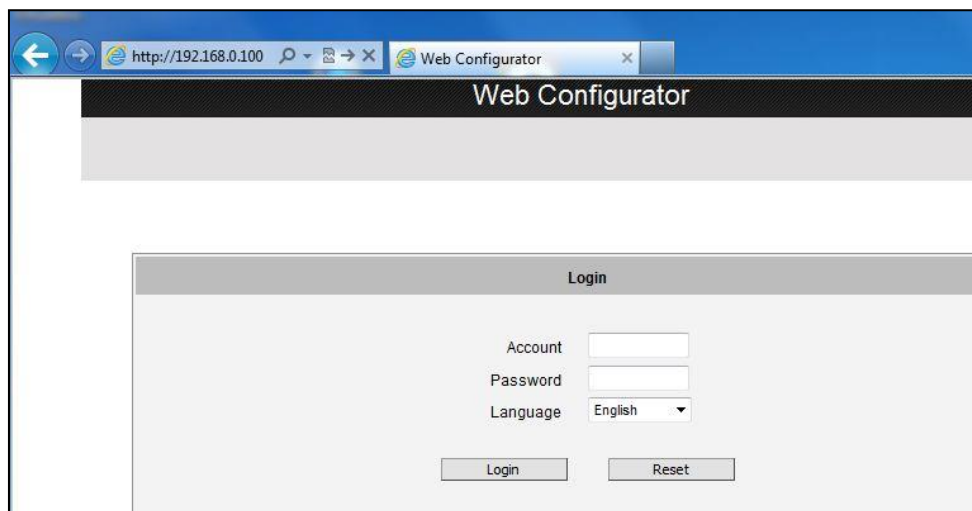 http://192.168.0.100
Web Configurator
Web Configurator
Login
Account
Password
Language English
Login Reset